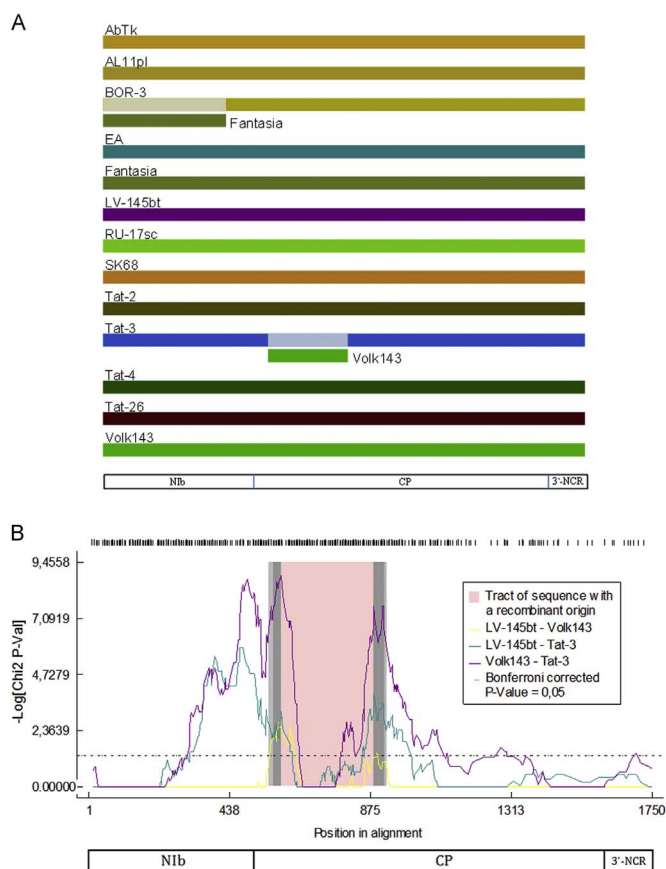 A
AbTk
AL11pl
BOR-3
Fantasia
EA
Fantasia
LV-145bt
RU-17sc
SK68
Tat-2
Tat-3
Volk143
Tat-4
Tat-26
Volk143
NIb CP 3'-NCR
B
9,4558
7,0919
4,7279
2,3639
0.00000
-Log[Chi2 P-Val]
Tract of sequence with
a recombinant origin
LV-145bt - Volk143
LV-145bt - Tat-3
Volk143 - Tat-3
Bonferroni corrected
P-Value = 0,05
1 438 875 1313 1750
Position in alignment
NIb CP 3'-NCR